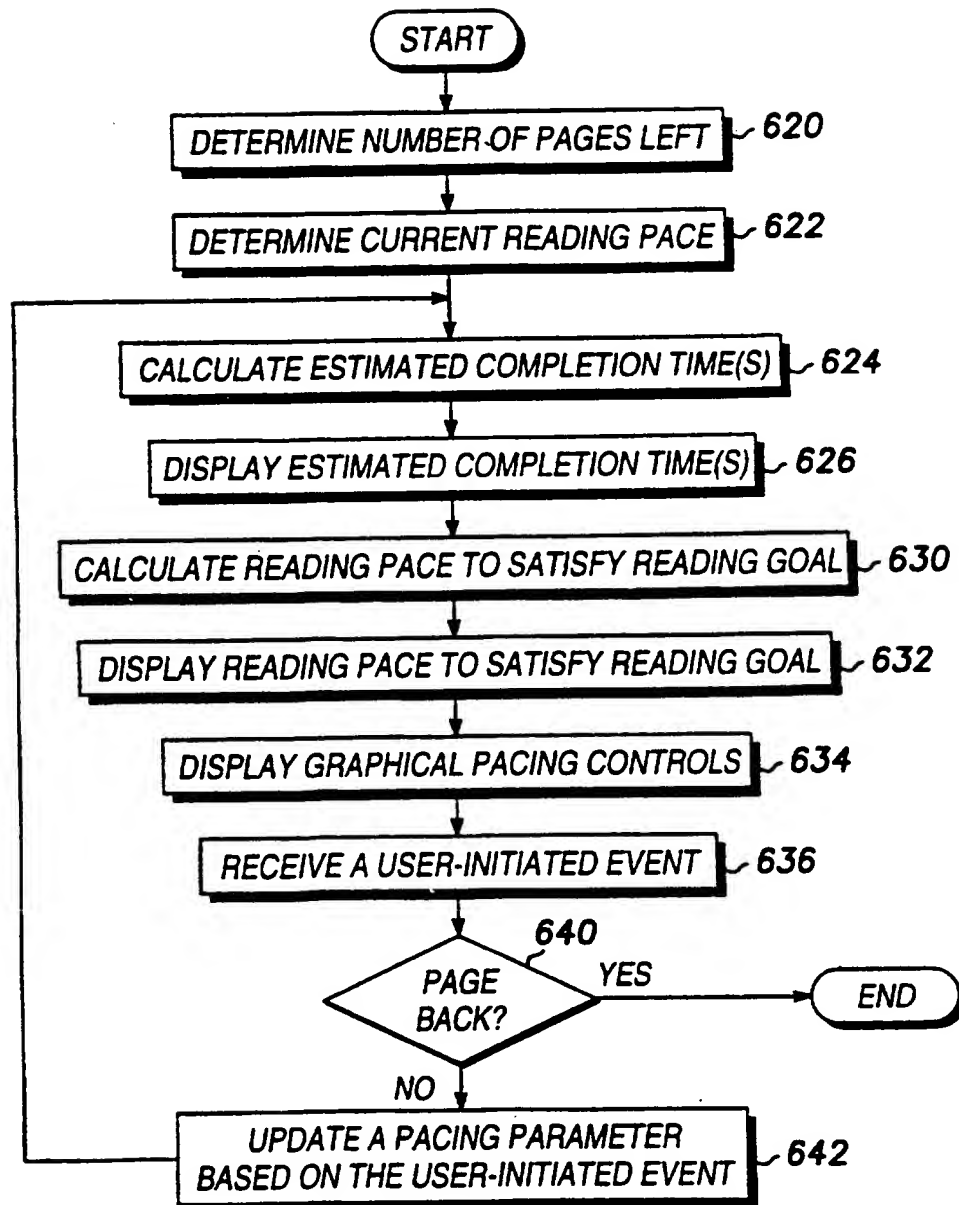 START
DETERMINE NUMBER OF PAGES LEFT
620
DETERMINE CURRENT READING PACE
622
CALCULATE ESTIMATED COMPLETION TIME(S)
624
DISPLAY ESTIMATED COMPLETION TIME(S)
626
CALCULATE READING PACE TO SATISFY READING GOAL
630
DISPLAY READING PACE TO SATISFY READING GOAL
632
DISPLAY GRAPHICAL PACING CONTROLS
634
RECEIVE A USER-INITIATED EVENT
636
640
PAGE
BACK?
YES
END
NO
UPDATE A PACING PARAMETER
BASED ON THE USER-INITIATED EVENT
642